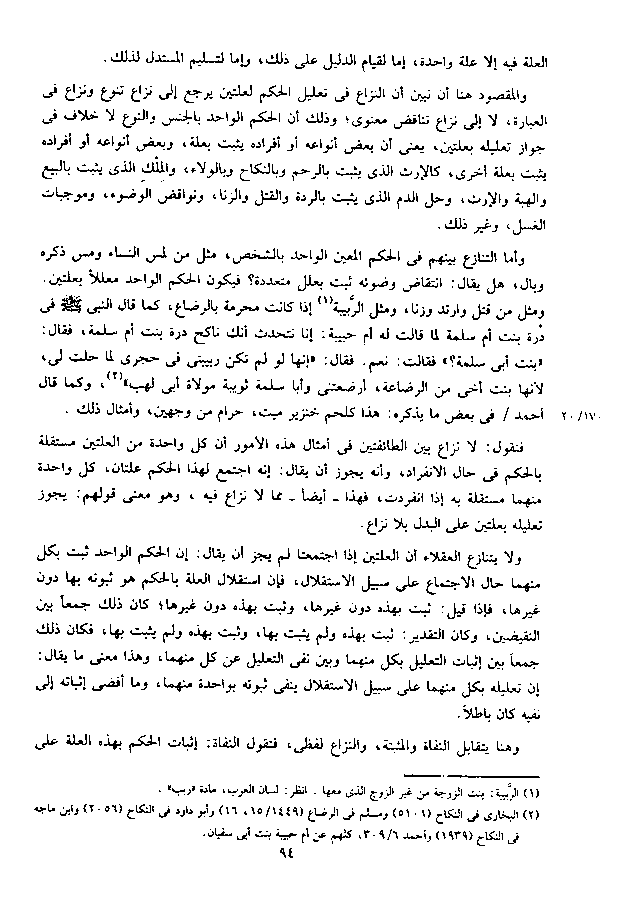 العلة فيه إلا علة واحدة، إما لقيام الدليل على ذلك، وإما لتسليم المستدل لذلك.
والمقصود هنا أن نبين أن النزاع فى تعليل الحكم لعلتين يرجع إلى نزاع تنوع ونزاع فى
العبارة، لا إلى نزاع تناقض معنوى؛ وذلك أن الحكم الواحد بالجنس والنوع لا خلاف فى
جواز تعليله بعلتين، يعنى أن بعض أنواعه أو أفراده يثبت بعلة، وبعض أنواعه أو أفراده
يثبت بعلة أخرى، كالإرث الذى يثبت بالرحم وبالنكاح وبالولاء، والمِلْك الذى يثبت بالبيع
والهبة والإرث، وحل الدم الذى يثبت بالردة والقتل والزنا، ونواقض الوضوء، وموجبات
الغسل، وغير ذلك.
وأما التنازع بينهم فى الحكم المعين الواحد بالشخص، مثل من لمس النساء ومس ذكره
وبال، هل يقال: انتقاض وضوئه ثبت بعلل متعددة؟ فيكون الحكم الواحد معللاً بعلتين.
ومثل من قتل وارتد وزنا، ومثل الرَّبيبة(١) إذا كانت محرمة بالرضاع، كما قال النبى ﷺ فى
دُرة بنت أم سلمة لما قالت له أم حبيبة: إنا نتحدث أنك ناكح درة بنت أم سلمة، فقال:
«بنت أبى سلمة؟» فقالت: نعم. فقال: «إنها لو لم تكن ربيبتى فى حجرى لما حلت لى،
لأنها بنت أخى من الرضاعة، أرضعتنى وأبا سلمة ثويبة مولاة أبى لهب»(٢)، وكما قال
أحمد / فى بعض ما يذكره: هذا كلحم خنزير ميت، حرام من وجهين، وأمثال ذلك . ٢٠/١٧٠
فنقول: لا نزاع بين الطائفتين فى أمثال هذه الأمور أن كل واحدة من العلتين مستقلة
بالحكم فى حال الانفراد، وأنه يجوز أن يقال: إنه اجتمع لهذا الحكم علتان، كل واحدة
منهما مستقلة به إذا انفردت، فهذا ـ أيضاً ـ مما لا نزاع فيه ، وهو معنى قولهم: يجوز
تعليله بعلتين على البدل بلا نزاع.
ولا يتنازع العقلاء أن العلتين إذا اجتمعتا لم يجز أن يقال: إن الحكم الواحد ثبت بكل
منهما حال الاجتماع على سبيل الاستقلال، فإن استقلال العلة بالحكم هو ثبوته بها دون
غيرها، فإذا قيل: ثبت بهذه دون غيرها، وثبت بهذه دون غيرها؛ كان ذلك جمعاً بين
النقيضين، وكان التقدير: ثبت بهذه ولم يثبت بها، وثبت بهذه ولم يثبت بها، فكان ذلك
جمعاً بين إثبات التعليل بكل منهما وبين نفى التعليل عن كل منهما، وهذا معنى ما يقال:
إن تعليله بكل منهما على سبيل الاستقلال ينفى ثبوته بواحدة منهما، وما أفضى إثباته إلى
نفيه كان باطلاً.
وهنا يتقابل النفاة والمثبتة، والنزاع لفظى، فتقول النفاة: إثبات الحكم بهذه العلة على
(١) الرَّبيبة: بنت الزوجة من غير الزوج الذى معها . انظر: لسان العرب، مادة «ربب» .
(٢) البخارى فى النكاح (٥١٠١) ومسلم فى الرضاع (١٥/١٤٤٩، ١٦) وأبو داود فى النكاح (٢٠٥٦) وابن ماجه
فى النكاح (١٩٣٩) وأحمد ٣٠٩/٦، كلهم عن أم حبيبة بنت أبى سفيان.
٩٤